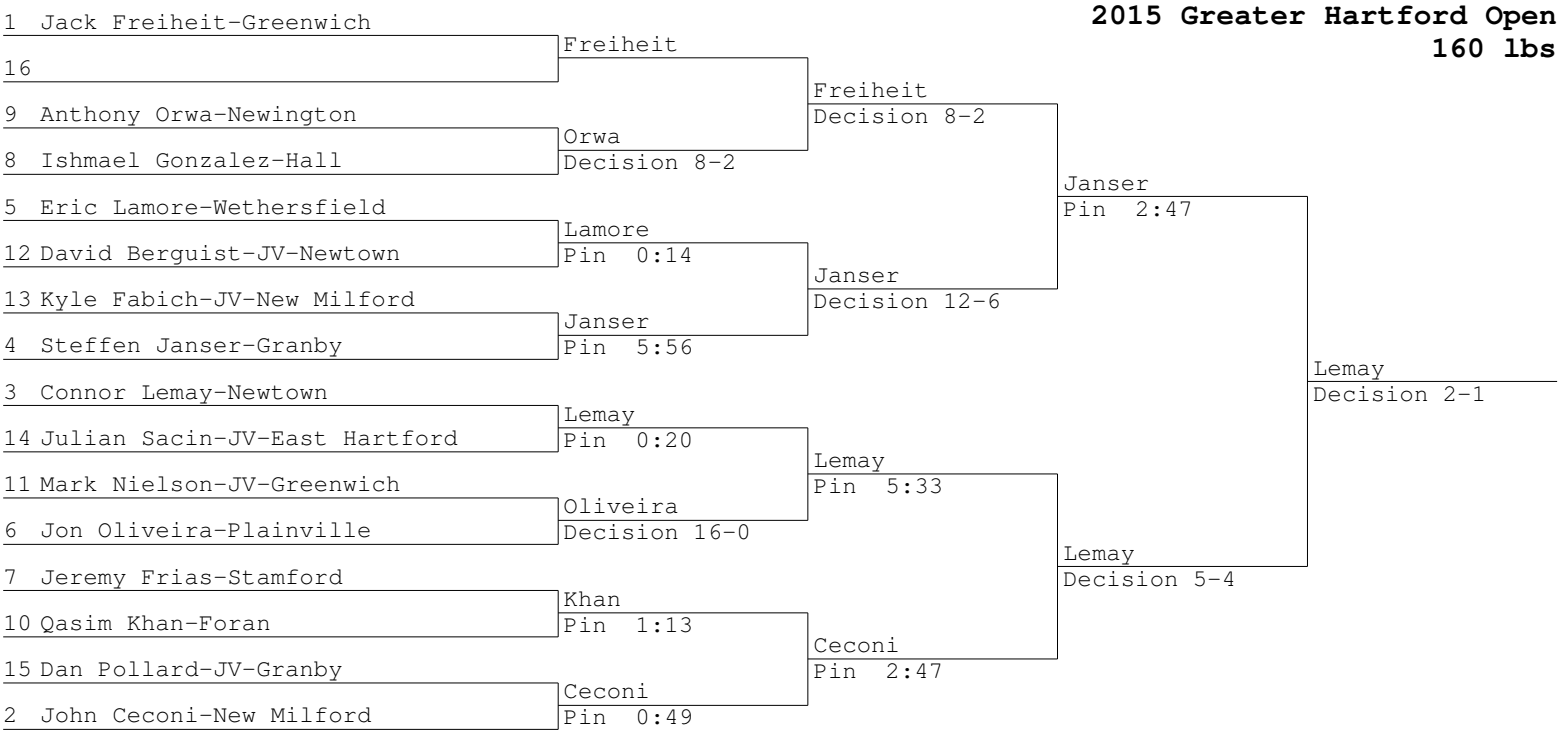 2015 Greater Hartford Open
160 lbs
1 Jack Freiheit-Greenwich
16
9 Anthony Orwa-Newington
8 Ishmael Gonzalez-Hall
5 Eric Lamore-Wethersfield
12 David Berguist-JV-Newtown
13 Kyle Fabich-JV-New Milford
4 Steffen Janser-Granby
3 Connor Lemay-Newtown
14 Julian Sacin-JV-East Hartford
11 Mark Nielson-JV-Greenwich
6 Jon Oliveira-Plainville
7 Jeremy Frias-Stamford
10 Qasim Khan-Foran
15 Dan Pollard-JV-Granby
2 John Ceconi-New Milford
Freiheit
Orwa
Decision 8-2
Lamore
Pin 0:14
Janser
Pin 5:56
Lemay
Pin 0:20
Oliveira
Decision 16-0
Khan
Pin 1:13
Ceconi
Pin 0:49
Freiheit
Decision 8-2
Janser
Decision 12-6
Lemay
Pin 5:33
Ceconi
Pin 2:47
Janser
Pin 2:47
Lemay
Decision 5-4
Lemay
Decision 2-1